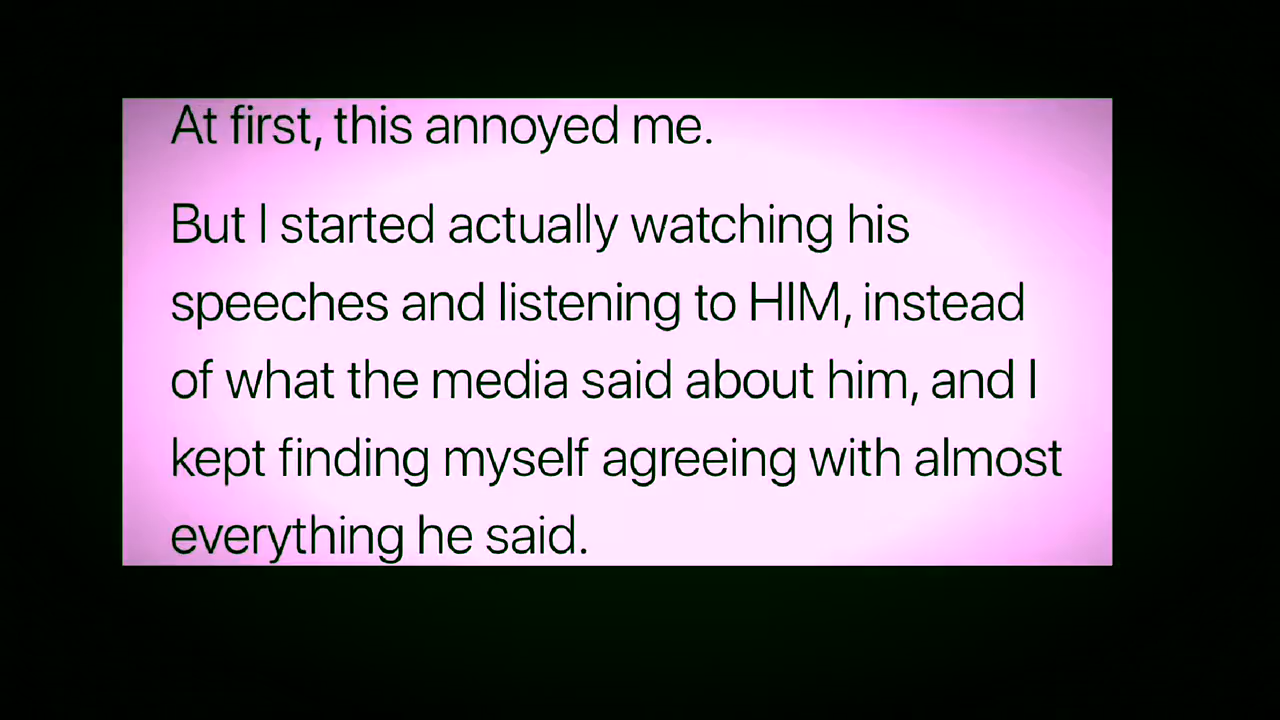 At first, this annoyed me.
But I started actually watching his
speeches and listening to HIM, instead
of what the media said about him, and I
kept finding myself agreeing with almost
everything he said.